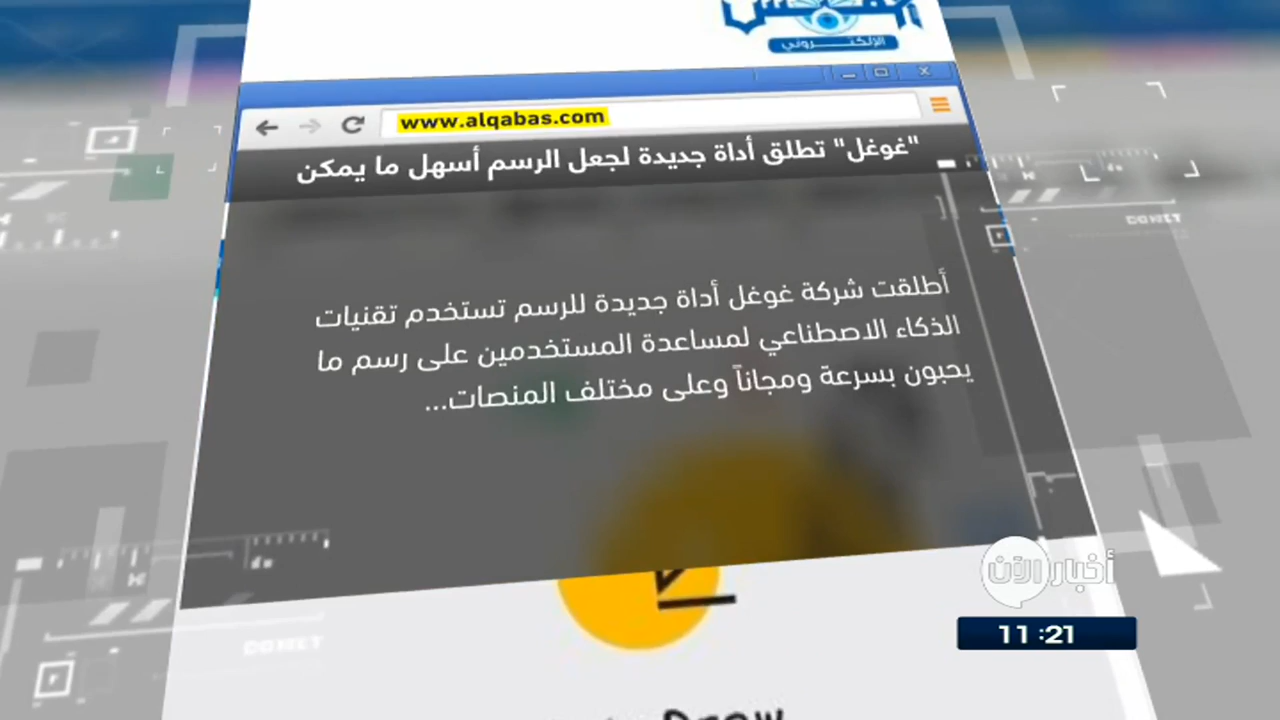 الإلكتروني
www.alqabas.com
"غوغل" تطلق أداة جديدة لجعل الرسم أسهل ما يمكن
أطلقت شركة غوغل أداة جديدة للرسم تستخدم تقنيات
الذكاء الاصطناعي لمساعدة المستخدمين على رسم ما
يحبون بسرعة ومجاناً وعلى مختلف المنصات...
أخبار الآن
11:21